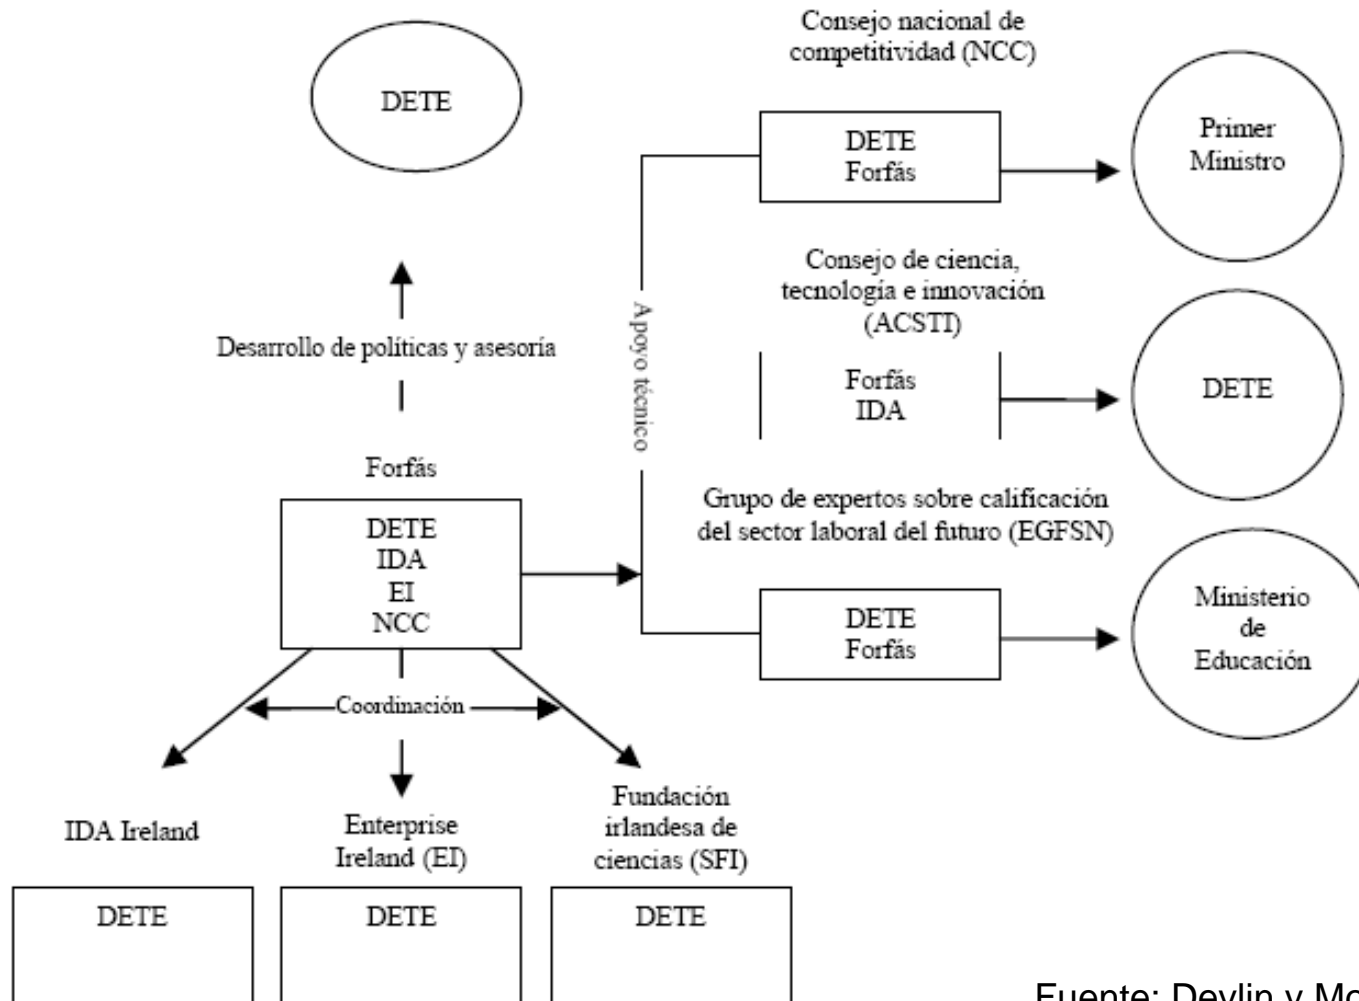 Consejo nacional de
competitividad (NCC)
DETE
DETE
Forfás
Primer
Ministro
Consejo de ciencia,
tecnología e innovación
(ACSTI)
Apoyo técnico
Desarrollo de políticas y asesoría
Forfás
IDA
DETE
Forfás
Grupo de expertos sobre calificación
del sector laboral del futuro (EGFSN)
DETE
IDA
EI
NCC
DETE
Forfás
Ministerio
de
Educación
Coordinación
IDA Ireland
Enterprise
Ireland (EI)
Fundación
irlandesa de
ciencias (SFI)
DETE
DETE
DETE
Fuente: Devlin y Mo